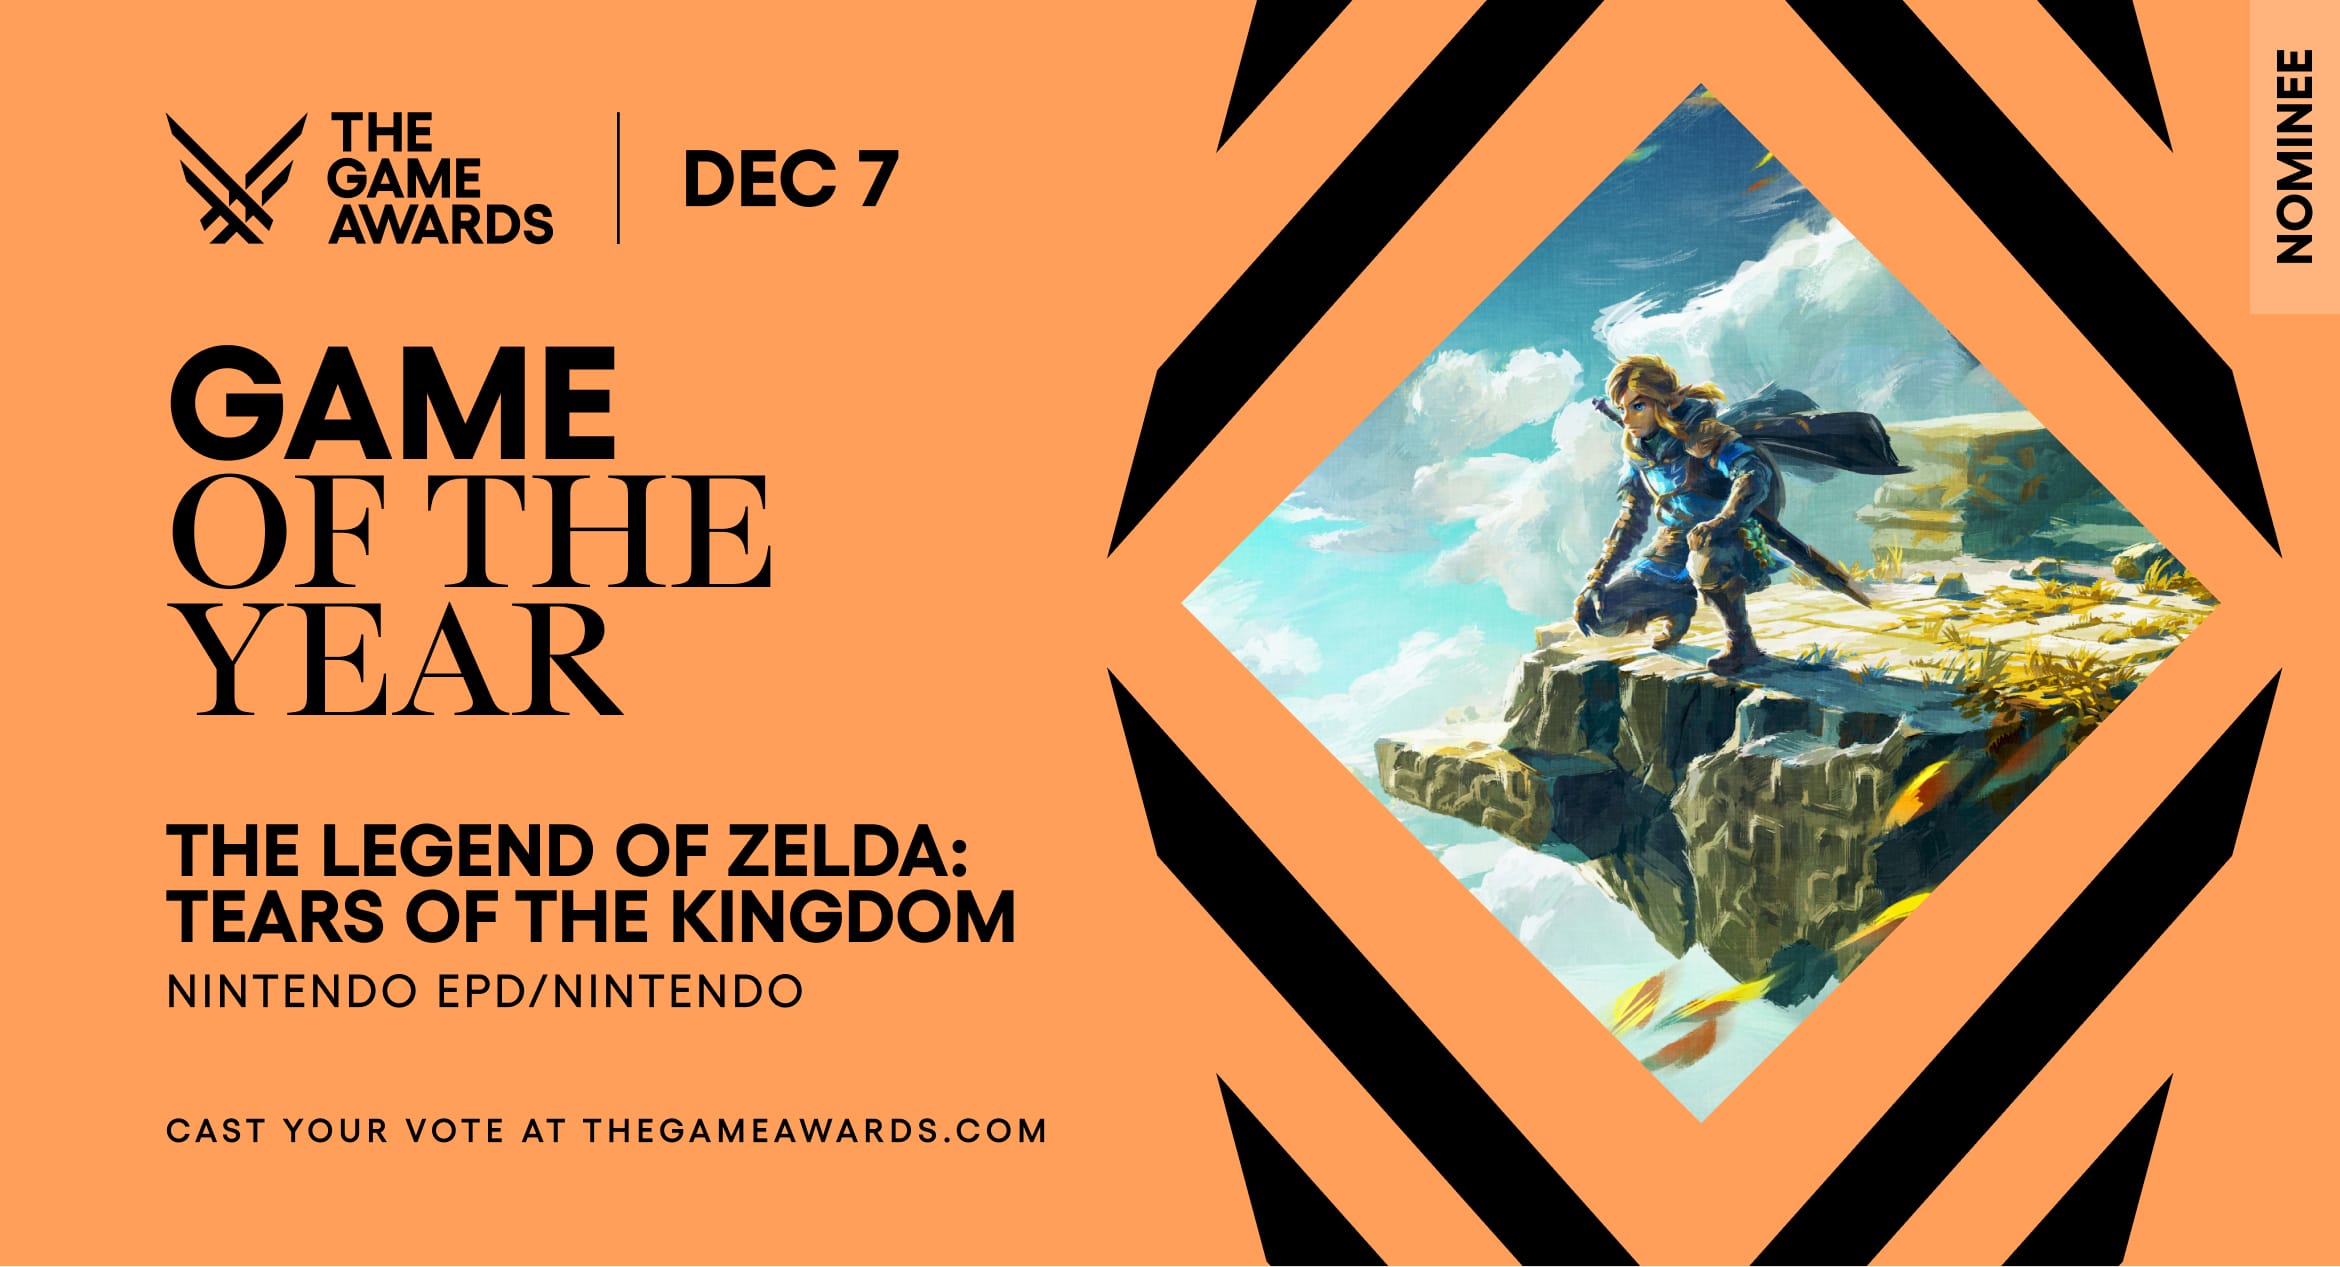 THE
GAME
AWARDS
DEC 7
NOMINEE
GAME
OF THE
YEAR
THE LEGEND OF ZELDA:
TEARS OF THE KINGDOM
NINTENDO EPD/NINTENDO
CAST YOUR VOTE AT THEGAMEAWARDS.COM